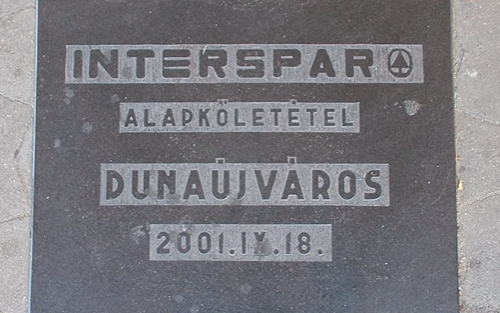 INTERSPAR
ALAPKŐLETÉTEL
DUNAÚJVÁROS
2001.IX.18.